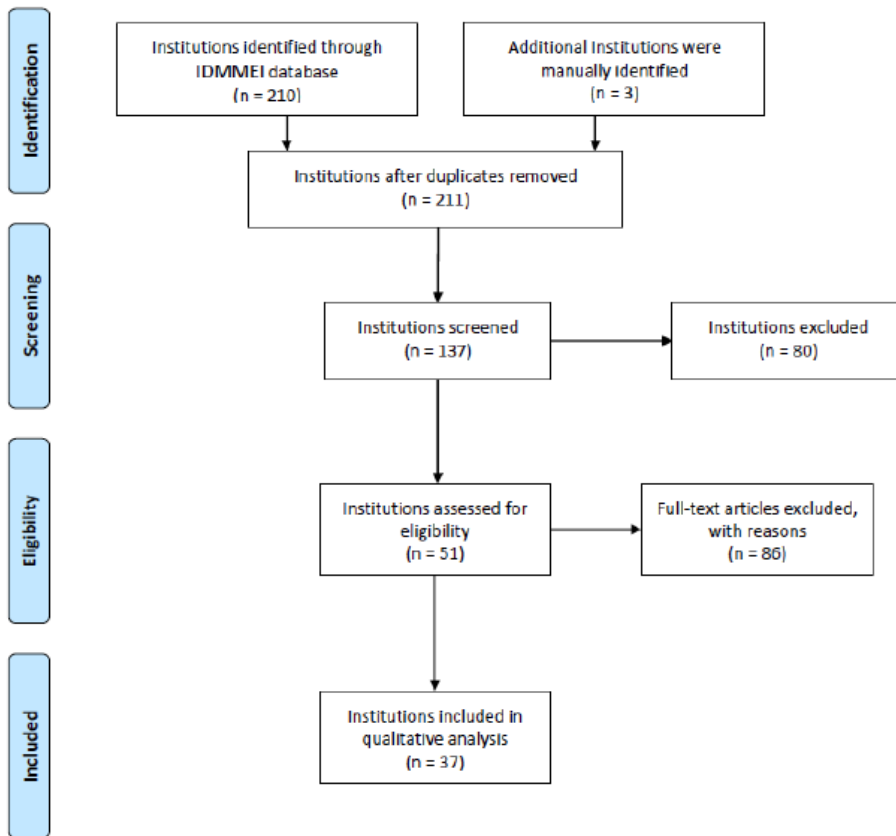 Identification
Institutions identified through
IDMMEI database
(n = 210)
Additional Institutions were
manually identified
(n = 3)
Institutions after duplicates removed
(n = 211)
Screening
Institutions screened
(n = 137)
Institutions excluded
(n = 80)
Eligibility
Institutions assessed for
eligibility
(n = 51)
Full-text articles excluded,
with reasons
(n = 86)
Included
Institutions included in
qualitative analysis
(n = 37)